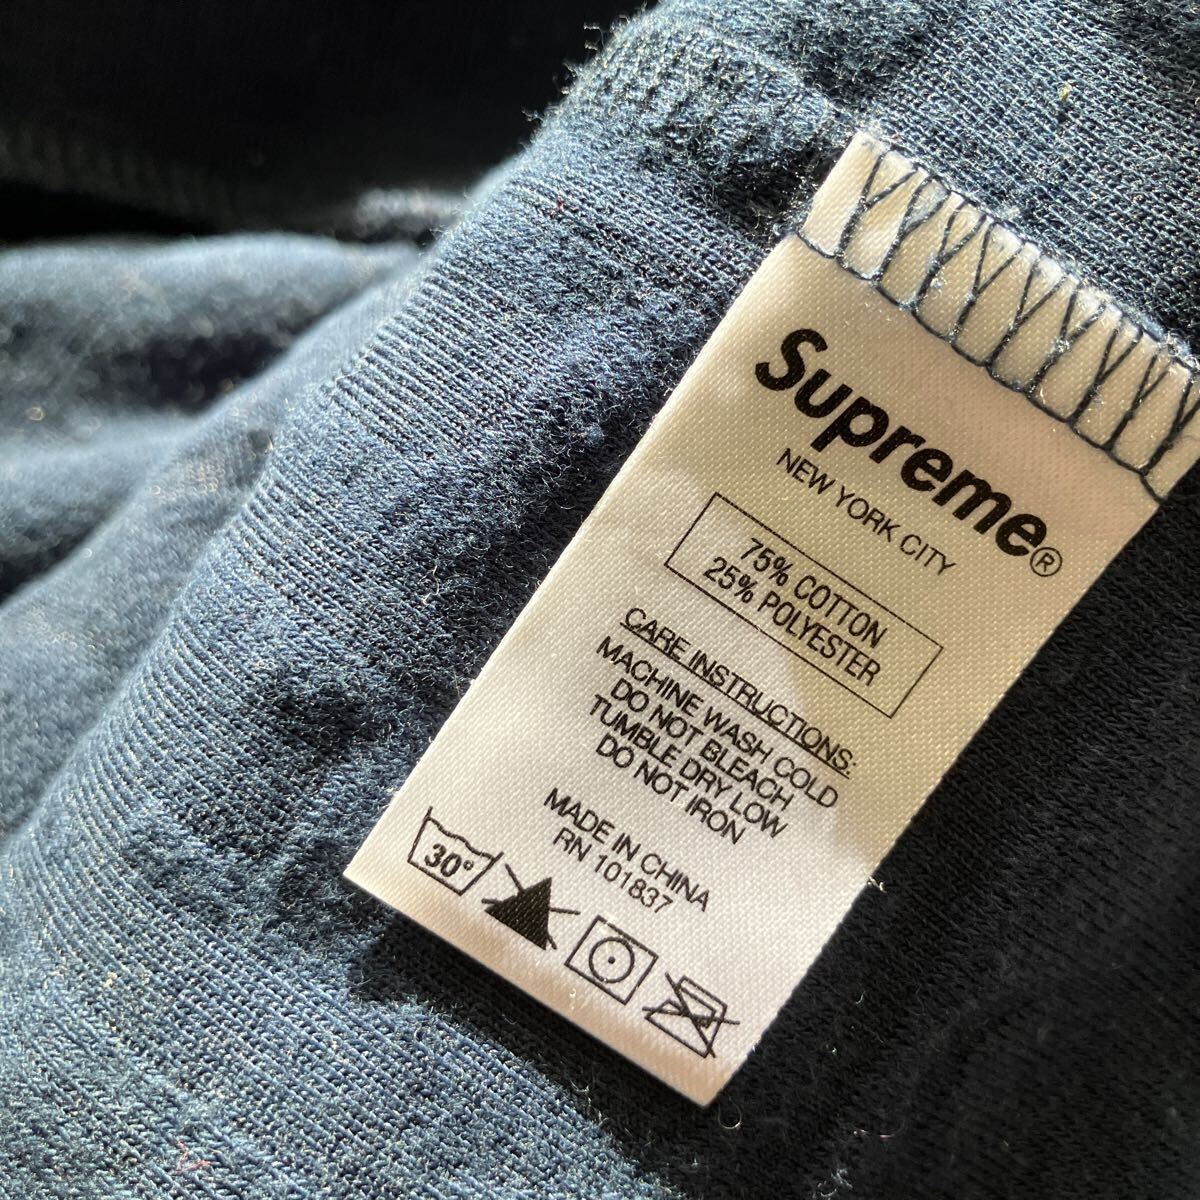 Supreme®
NEW YORK CITY
75% COTTON
25% POLYESTER
CARE INSTRUCTIONS:
MACHINE WASH COLD
DO NOT BLEACH
TUMBLE DRY LOW
DO NOT IRON
MADE IN CHINA
RN 101837
30°